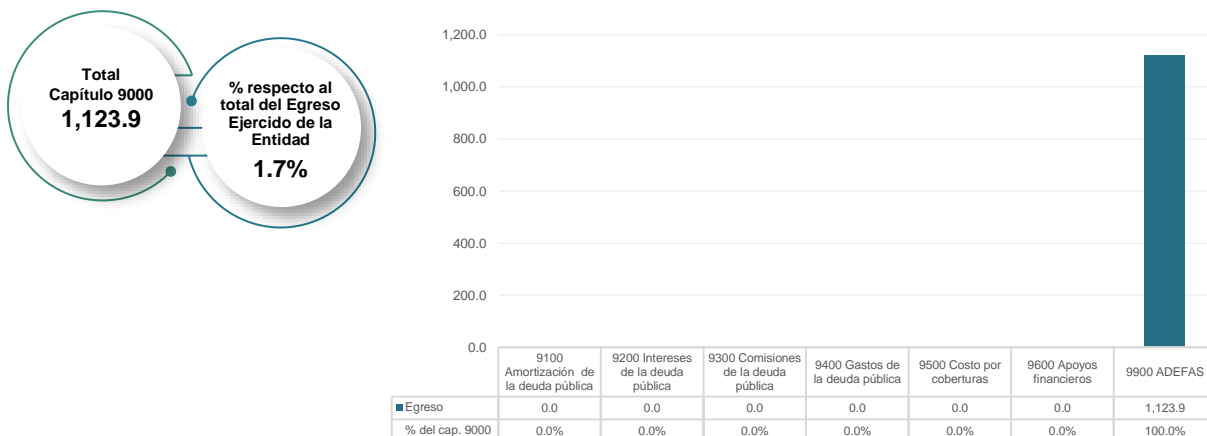 Total
Capítulo 9000
1,123.9
% respecto al
total del Egreso
Ejercido de la
Entidad
1.7%
1,200.0
1,000.0
800.0
600.0
400.0
200.0
0.0
9100
Amortización de
la deuda pública
9200 Intereses
de la deuda
pública
9300 Comisiones
de la deuda
pública
9400 Gastos de
la deuda pública
9500 Costo por
coberturas
9600 Apoyos
financieros
9900 ADEFAS
Egreso 0.0 0.0 0.0 0.0 0.0 0.0 1,123.9
% del cap. 9000 0.0% 0.0% 0.0% 0.0% 0.0% 0.0% 100.0%